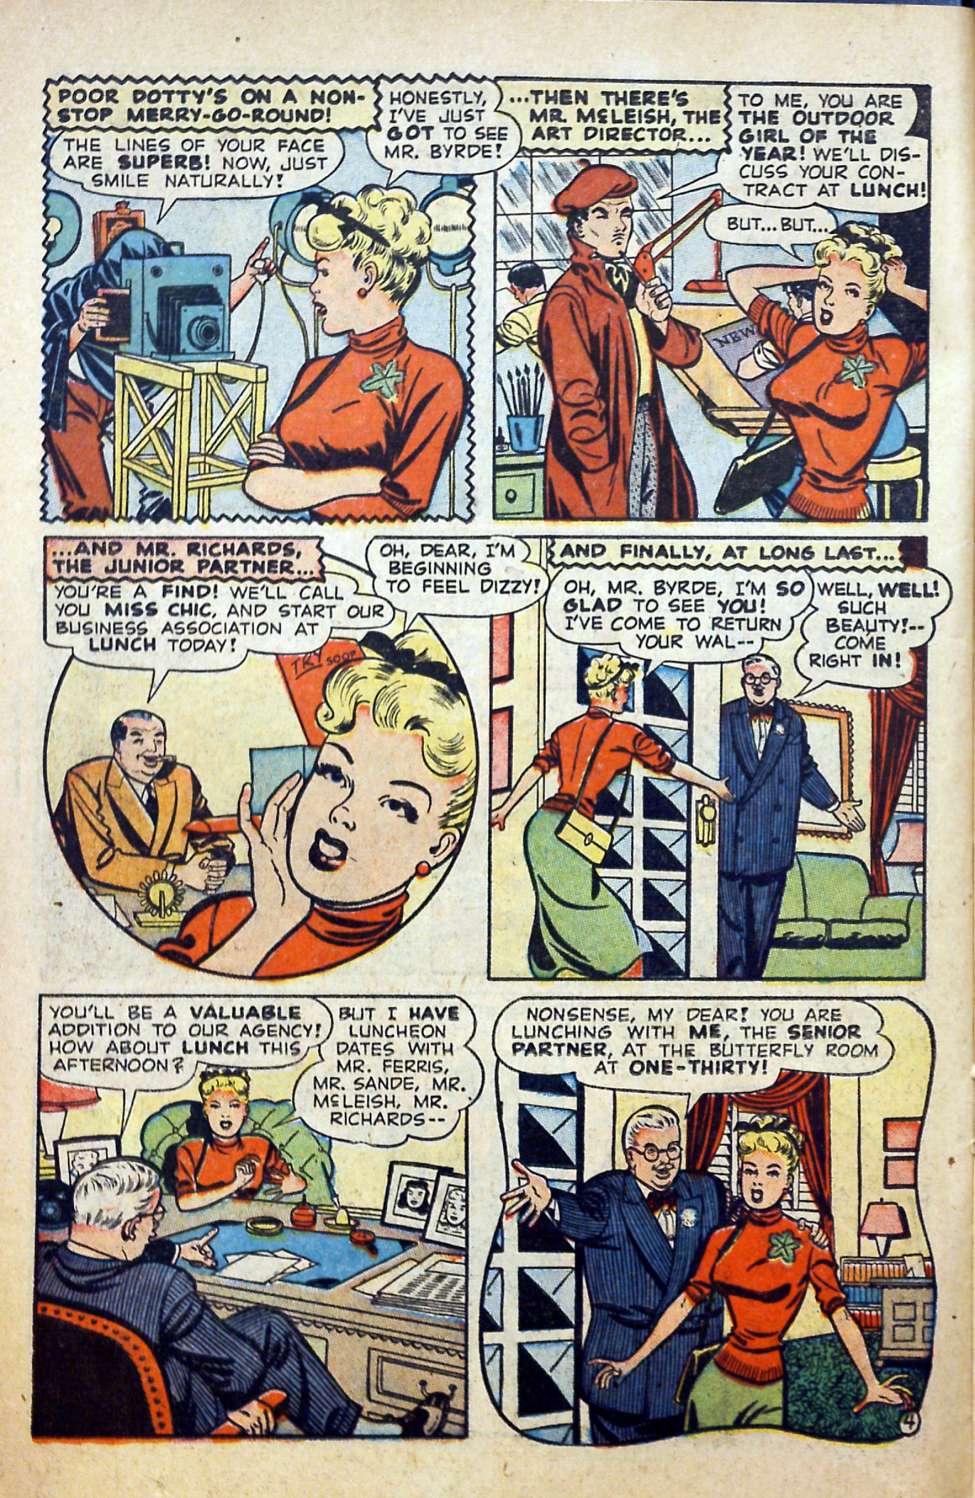 POOR DOTTY'S ON A NON-
STOP MERRY-GO-ROUND!
THE LINES OF YOUR FACE
ARE SUPERB! NOW, JUST
SMILE NATURALLY!
HONESTLY,
I'VE JUST
GOT TO SEE
MR. BYRDE!
...THEN THERE'S
MR. McLEISH, THE
ART DIRECTOR...
TO ME, YOU ARE
THE OUTDOOR
GIRL OF THE
YEAR! WE'LL DIS-
CUSS YOUR CON-
TRACT AT LUNCH!
BUT...BUT...
NEW
...AND MR. RICHARDS,
THE JUNIOR PARTNER...
YOU'RE A FIND! WE'LL CALL
YOU MISS CHIC, AND START OUR
BUSINESS ASSOCIATION AT
LUNCH TODAY!
OH, DEAR, I'M
BEGINNING
TO FEEL DIZZY!
TRY
SOOP
AND FINALLY, AT LONG LAST...
OH, MR. BYRDE, I'M SO
GLAD TO SEE YOU!
I'VE COME TO RETURN
YOUR WAL--
WELL, WELL!
SUCH
BEAUTY!--
COME
RIGHT IN!
YOU'LL BE A VALUABLE
ADDITION TO OUR AGENCY!
HOW ABOUT LUNCH THIS
AFTERNOON?
BUT I HAVE
LUNCHEON
DATES WITH
MR. FERRIS,
MR. SANDE, MR.
McLEISH, MR.
RICHARDS--
NONSENSE, MY DEAR! YOU ARE
LUNCHING WITH ME, THE SENIOR
PARTNER, AT THE BUTTERFLY ROOM
AT ONE-THIRTY!
4